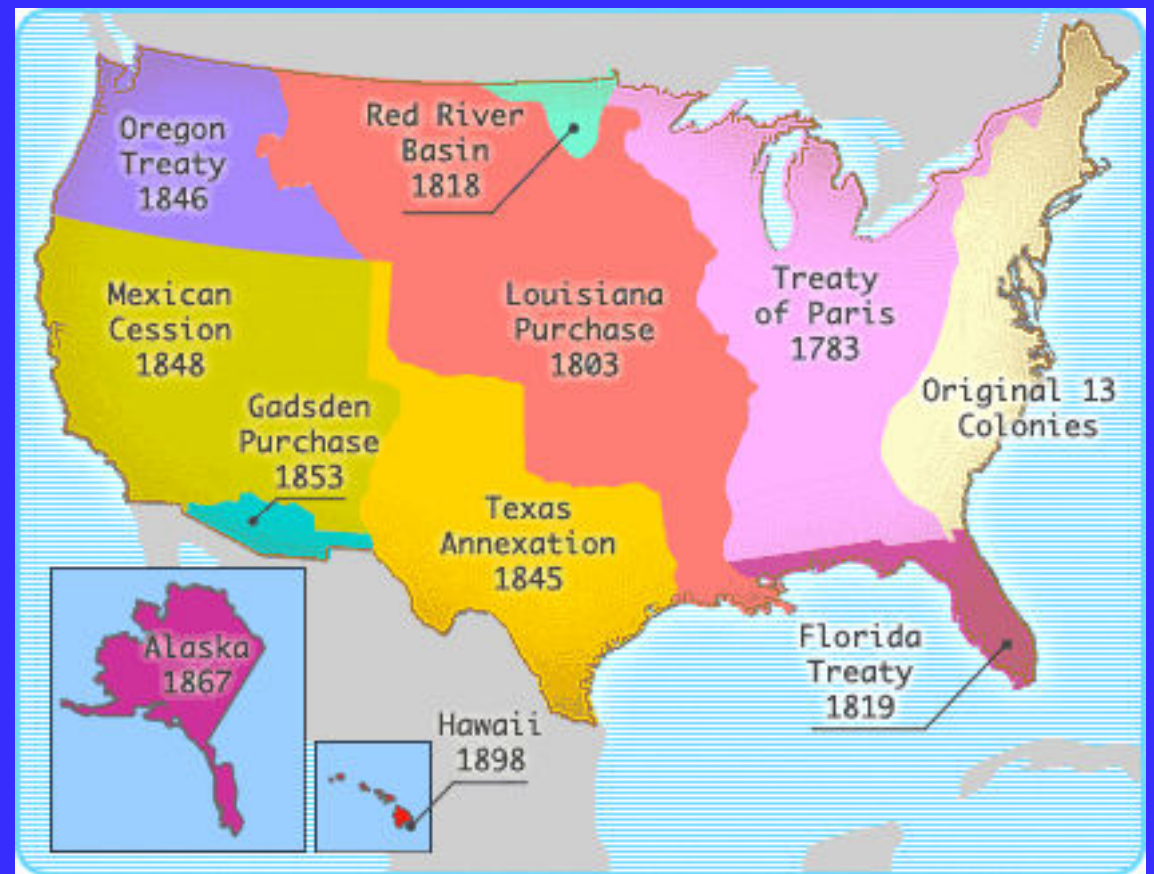 Oregon
Treaty
1846
Red River
Basin
1818
Mexican
Cession
1848
Louisiana
Purchase
1803
Treaty
of Paris
1783
Original 13
Colonies
Gadsden
Purchase
1853
Texas
Annexation
1845
Alaska
1867
Hawaii
1898
Florida
Treaty
1819